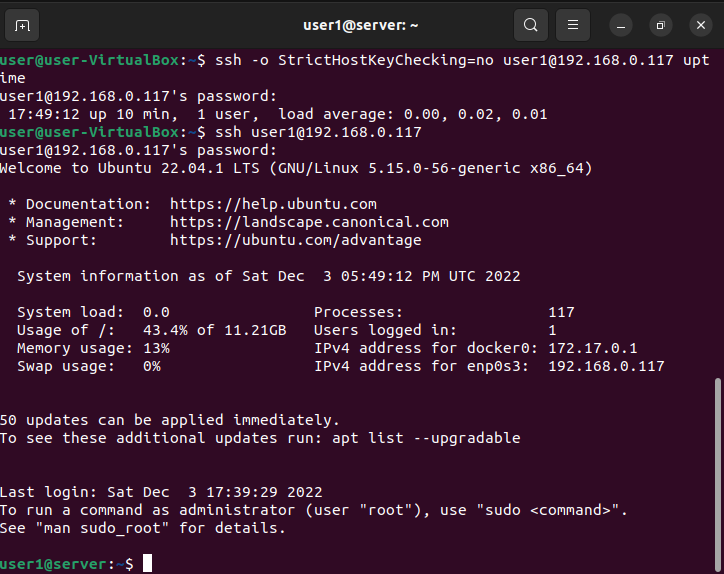 user1@server: ~
user@user-VirtualBox:~$ ssh -o StrictHostKeyChecking=no user1@192.168.0.117 upt
ime
user1@192.168.0.117's password:
 17:49:12 up 10 min,  1 user,  load average: 0.00, 0.02, 0.01
user@user-VirtualBox:~$ ssh user1@192.168.0.117
user1@192.168.0.117's password:
Welcome to Ubuntu 22.04.1 LTS (GNU/Linux 5.15.0-56-generic x86_64)
 * Documentation:  https://help.ubuntu.com
 * Management:     https://landscape.canonical.com
 * Support:        https://ubuntu.com/advantage
  System information as of Sat Dec  3 05:49:12 PM UTC 2022
  System load:  0.0                Processes:                117
  Usage of /:   43.4% of 11.21GB   Users logged in:          1
  Memory usage: 13%                IPv4 address for docker0: 172.17.0.1
  Swap usage:   0%                 IPv4 address for enp0s3:  192.168.0.117
50 updates can be applied immediately.
To see these additional updates run: apt list --upgradable
Last login: Sat Dec  3 17:39:29 2022
To run a command as administrator (user "root"), use "sudo <command>".
See "man sudo_root" for details.
user1@server:~$